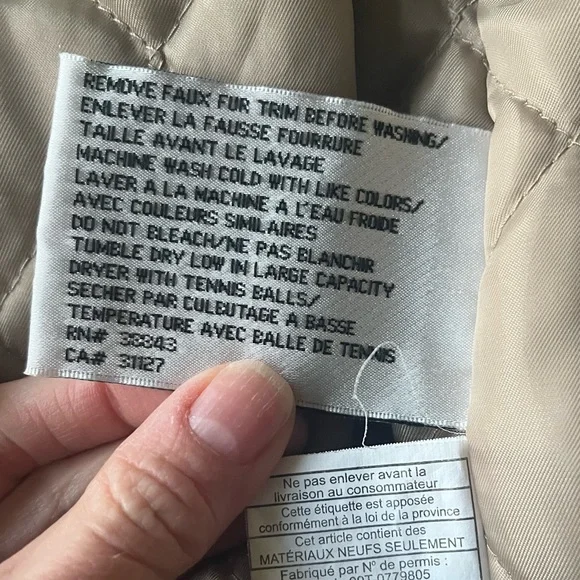 REMOVE FAUX FUR TRIM BEFORE WASHING/
ENLEVER LA FAUSSE FOURRURE
TAILLE AVANT LE LAVAGE
MACHINE WASH COLD WITH LIKE COLORS/
LAVER A LA MACHINE A L'EAU FROIDE
AVEC COULEURS SIMILAIRES
DO NOT BLEACH/NE PAS BLANCHIR
TUMBLE DRY LOW IN LARGE CAPACITY
DRYER WITH TENNIS BALLS/
SECHER PAR CULBUTAGE A BASSE
TEMPERATURE AVEC BALLE DE TENNIS
RN# 38343
CA# 31127
Ne pas enlever avant la
livraison au consommateur
Cette étiquette est apposée
conformément à la loi de la province
Cet article contient des
MATÉRIAUX NEUFS SEULEMENT
Fabriqué par N° de permis :
09T-0779805